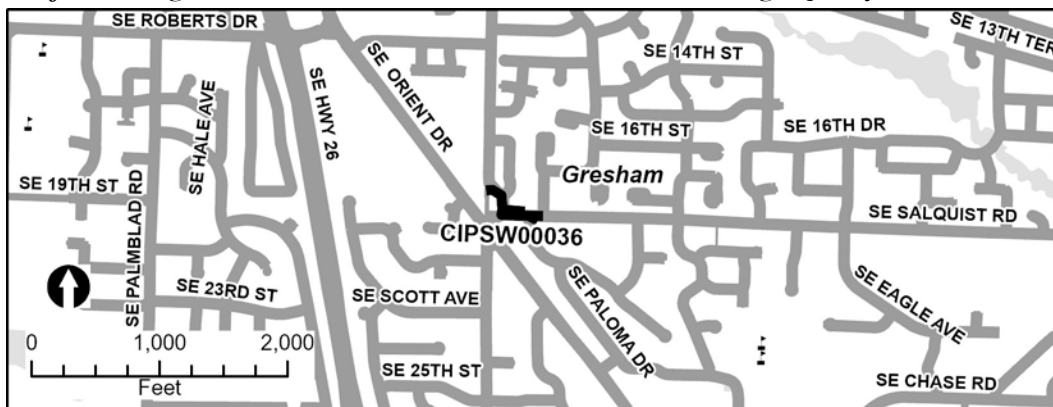 SE ROBERTS DR
SE 13TH TER
SE 14TH ST
SE ORIENT DR
SE HWY 26
SE HALE AVE
SE 16TH ST
SE 16TH DR
Gresham
SE 19TH ST
SE PALMBLAD RD
SE SALQUIST RD
CIPSW00036
SE 23RD ST
SE SCOTT AVE
SE PALOMA DR
SE EAGLE AVE
0 1,000 2,000
Feet
SE 25TH ST
SE CHASE RD